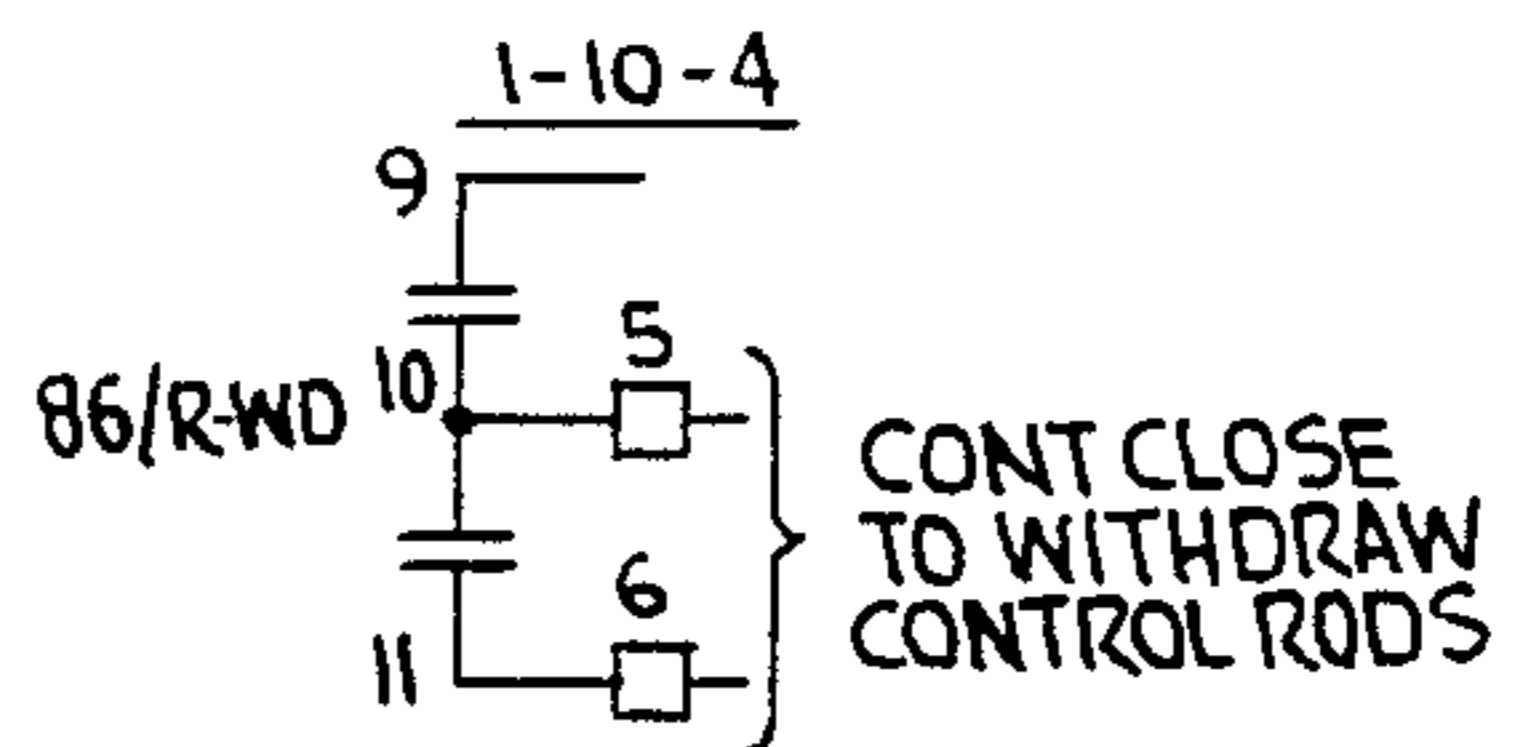 1-10-4
9
5
86/R-WD 10
CONT CLOSE
TO WITHDRAW
CONTROL RODS
6
11